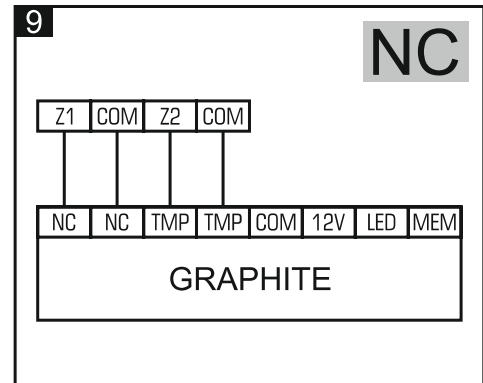 9
NC
Z1 COM Z2 COM
NC NC TMP TMP COM 12V LED MEM
GRAPHITE